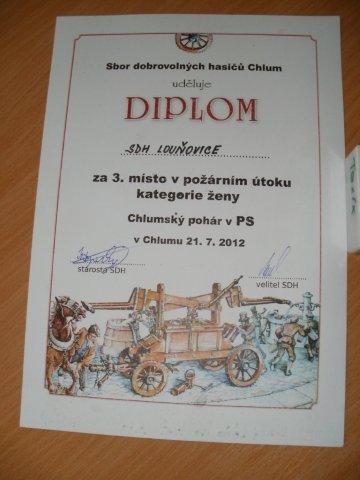 Sbor dobrovolných hasičů Chlum
uděluje
DIPLOM
SDH LOUŇOVICE
za 3. místo v požárním útoku
kategorie ženy
Chlumský pohár v PS
v Chlumu 21. 7. 2012
starosta SDH
velitel SDH